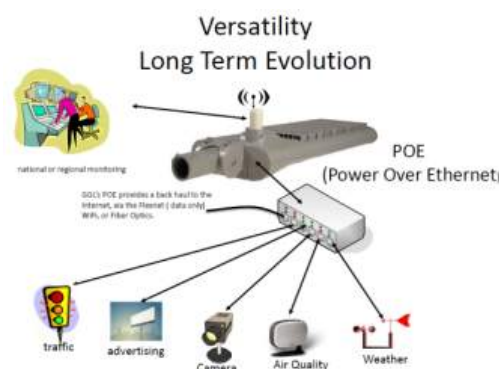 Versatility
Long Term Evolution
national or regional monitoring
POE
(Power Over Ethernet)
GGL's POE provides a back haul to the
Internet, via the Fleenet ( data only)
Wifi, or Fiber Optics.
traffic
advertising
Camera
Air Quality
Weather